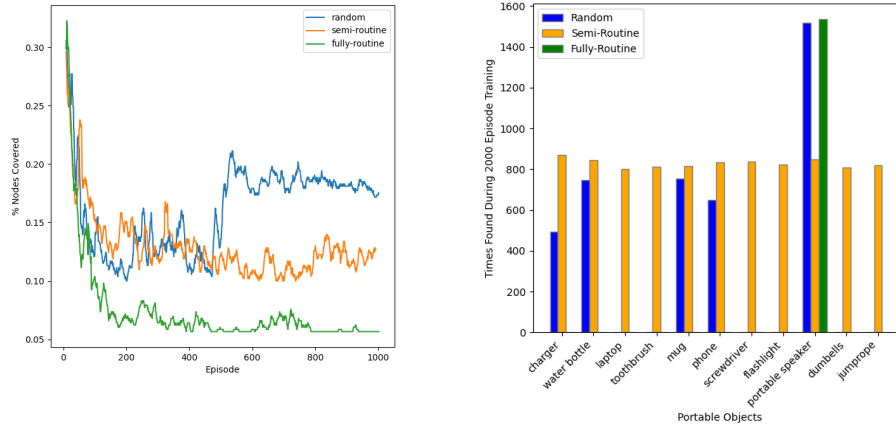 random
semi-routine
fully-routine
0.30
0.25
0.20
0.15
0.10
0.05
% Nodes Covered
0
200
400
600
800
1000
Episode
Random
Semi-Routine
Fully-Routine
1600
1400
1200
1000
800
600
400
200
0
Times Found During 2000 Episode Training
charger
water bottle
laptop
toothbrush
mug
phone
screwdriver
flashlight
portable speaker
dumbells
jumprope
Portable Objects